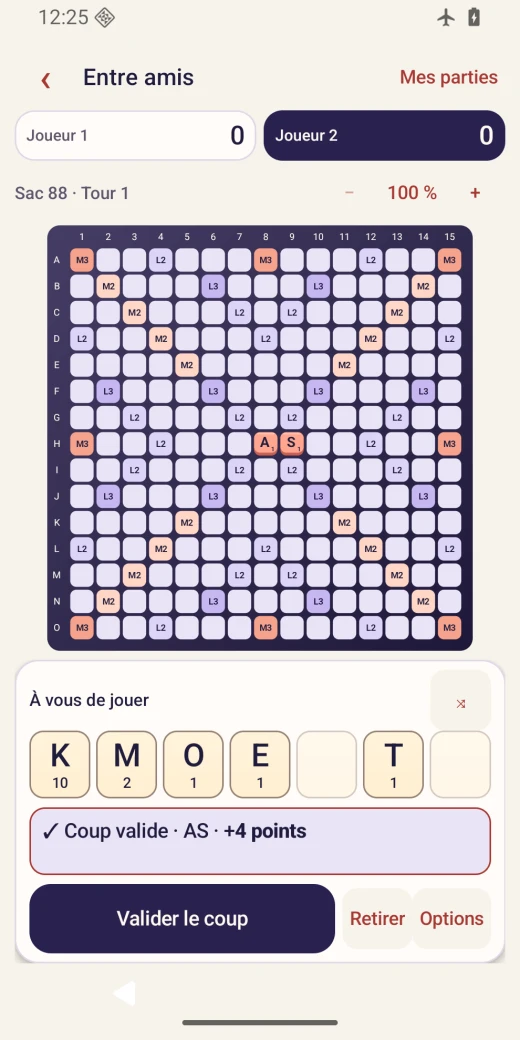 12:25
Entre amis
Mes parties
Joueur 1 0
Joueur 2 0
Sac 88 · Tour 1
− 100 % +
1 2 3 4 5 6 7 8 9 10 11 12 13 14 15
A M3 L2 M3 L2 M3
B M2 L3 L3 M2
C M2 L2 L2 M2
D L2 M2 L2 M2 L2
E M2 M2
F L3 L3 L3 L3
G L2 L2 L2 L2
H M3 L2 A1 S1 L2 M3
I L2 L2 L2 L2
J L3 L3 L3 L3
K M2 M2
L L2 M2 L2 M2 L2
M M2 L2 L2 M2
N M2 L3 L3 M2
O M3 L2 M3 L2 M3
À vous de jouer
K M O E T
10 2 1 1 1
✓ Coup valide · AS · +4 points
Valider le coup
Retirer
Options